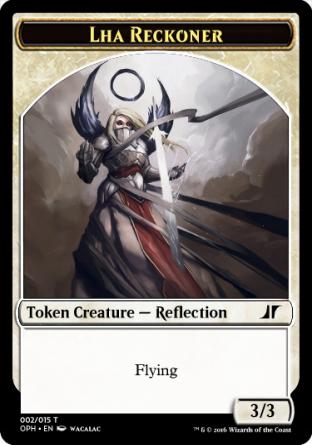 Lha Reckoner
Token Creature — Reflection
Flying
3/3
002/015 T
OPH • EN WACALAC
™ & © 2016 Wizards of the Coast